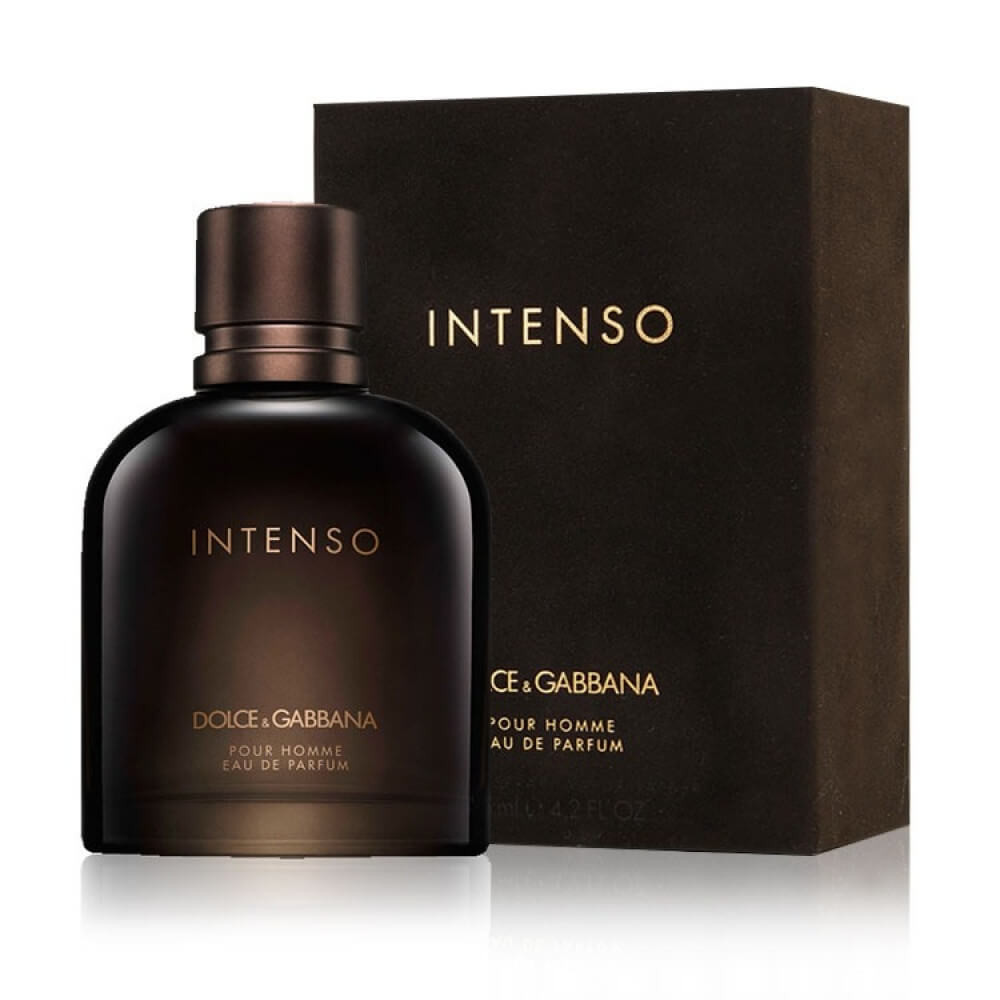 INTENSO
DOLCE & GABBANA
POUR HOMME
EAU DE PARFUM
INTENSO
CE & GABBANA
POUR HOMME
AU DE PARFUM
4.2 FL OZ